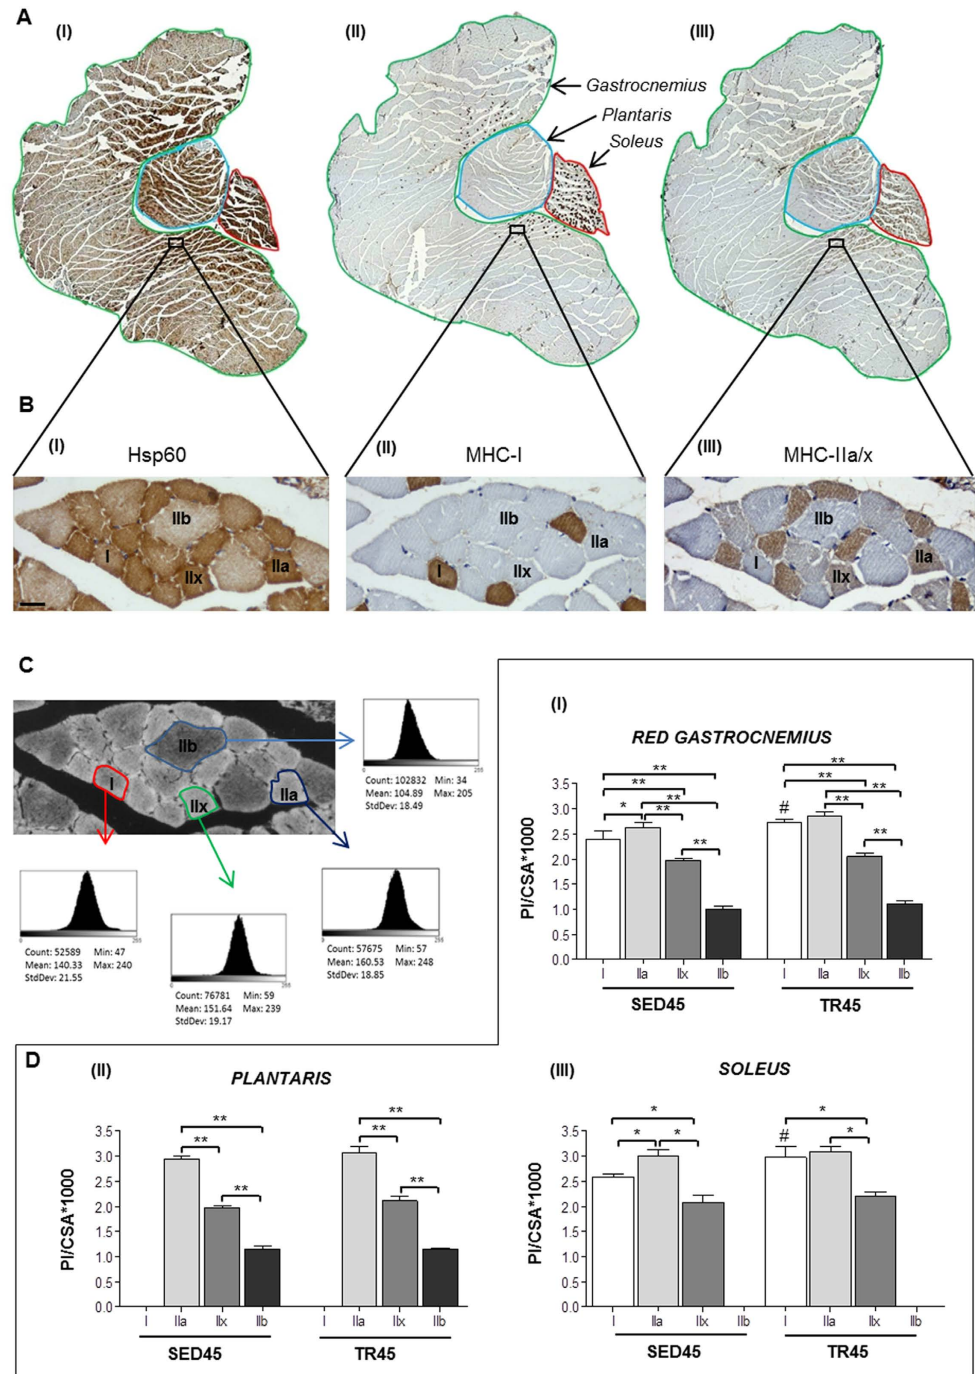 A
(I)
(II)
(III)
Gastrocnemius
Plantaris
Soleus
B
(I)
(II)
(III)
Hsp60
MHC-I
MHC-IIa/x
IIb
I
IIx
IIa
IIb
I
IIx
IIa
IIb
I
IIx
IIa
C
IIb
I
IIx
IIa
0 255
Count: 102832 Min: 34
Mean: 104.89 Max: 205
StdDev: 18.49
0 255
Count: 52589 Min: 47
Mean: 140.33 Max: 240
StdDev: 21.55
0 255
Count: 76781 Min: 59
Mean: 151.64 Max: 239
StdDev: 19.17
0 255
Count: 57675 Min: 57
Mean: 160.53 Max: 248
StdDev: 18.85
(I)
RED GASTROCNEMIUS
PI/CSA*1000
3.5
3.0
2.5
2.0
1.5
1.0
0.5
0.0
**
**
* **
**
**
**
**
**
**
#
I IIa IIx IIb I IIa IIx IIb
SED45 TR45
D
(II)
PLANTARIS
PI/CSA*1000
3.5
3.0
2.5
2.0
1.5
1.0
0.5
0.0
**
**
**
**
**
**
I IIa IIx IIb I IIa IIx IIb
SED45 TR45
(III)
SOLEUS
PI/CSA*1000
3.5
3.0
2.5
2.0
1.5
1.0
0.5
0.0
*
* *
*
*
#
I IIa IIx IIb I IIa IIx IIb
SED45 TR45